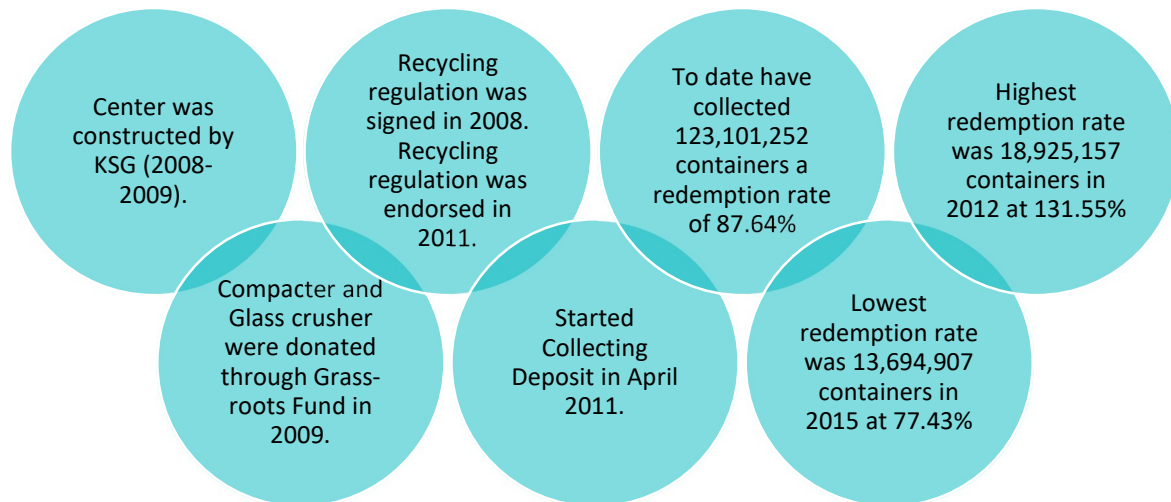 Center was
constructed by
KSG (2008-
2009).
Compacter and
Glass crusher
were donated
through Grass-
roots Fund in
2009.
Recycling
regulation was
signed in 2008.
Recycling
regulation was
endorsed in
2011.
Started
Collecting
Deposit in April
2011.
To date have
collected
123,101,252
containers a
redemption rate
of 87.64%
Lowest
redemption rate
was 13,694,907
containers in
2015 at 77.43%
Highest
redemption rate
was 18,925,157
containers in
2012 at 131.55%